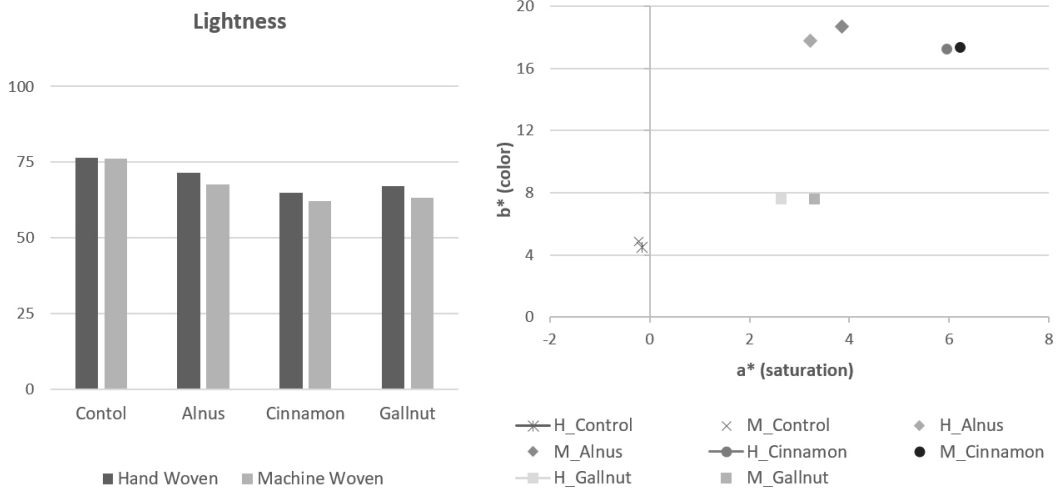 Lightness
100
75
50
25
0
Contol Alnus Cinnamon Gallnut
Hand Woven Machine Woven
20
16
12
8
4
0
b* (color)
-2 0 2 4 6 8
a* (saturation)
H_Control M_Control H_Alnus
M_Alnus H_Cinnamon M_Cinnamon
H_Gallnut M_Gallnut